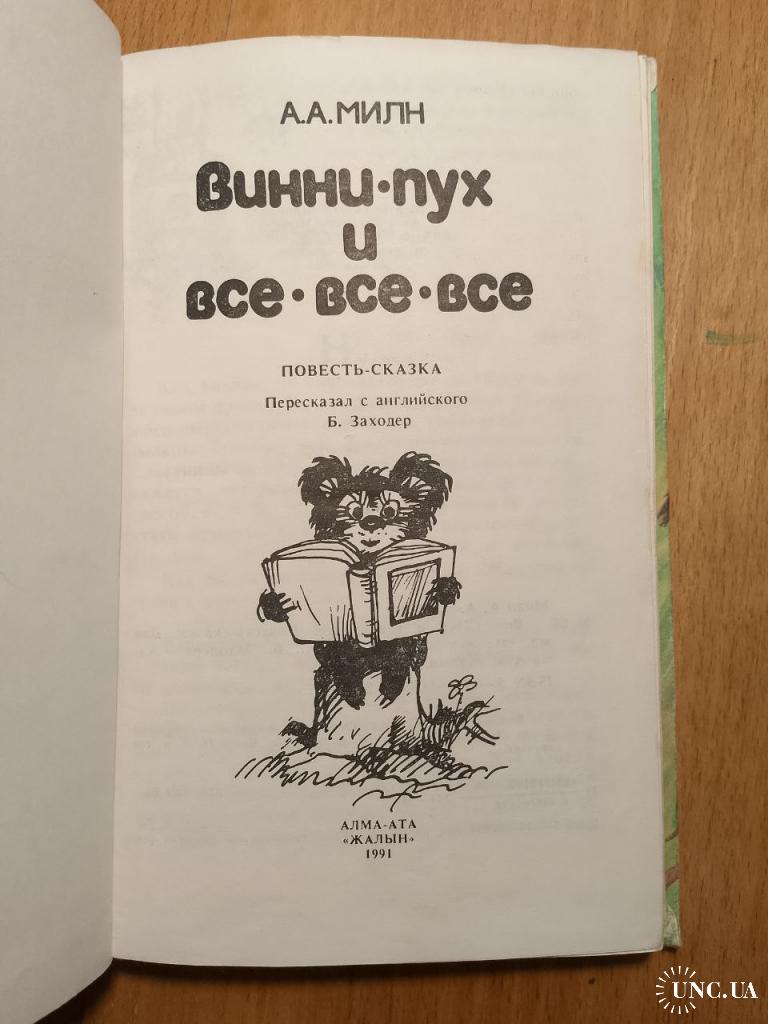 А.А.МИЛН
Винни-пух
и
все•все•все
ПОВЕСТЬ-СКАЗКА
Пересказал с английского
Б. Заходер
АЛМА-АТА
«ЖАЛЫН»
1991
UNC.UA